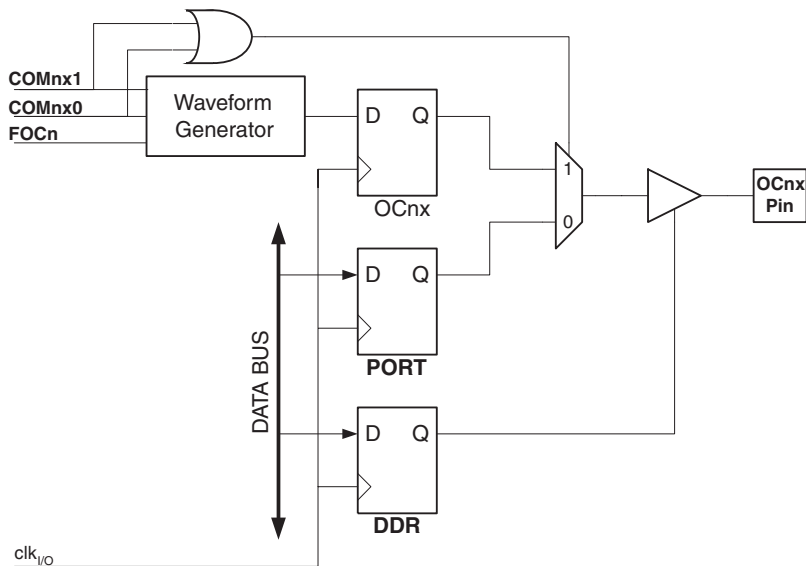 COMnx1
COMnx0
FOCn
Waveform
Generator
D Q
OCnx
1
0
OCnx
Pin
DATA BUS
D Q
PORT
D Q
DDR
clkI/O